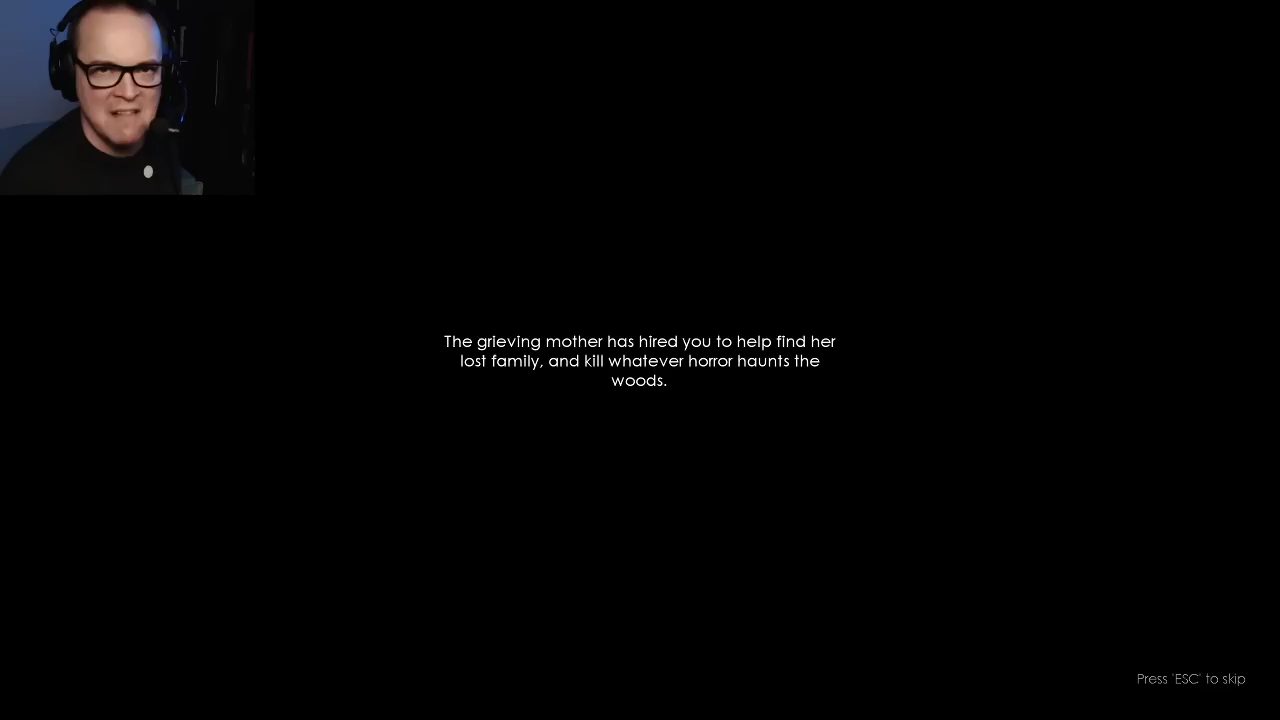 The grieving mother has hired you to help find her
lost family, and kill whatever horror haunts the
woods.
Press 'ESC' to skip